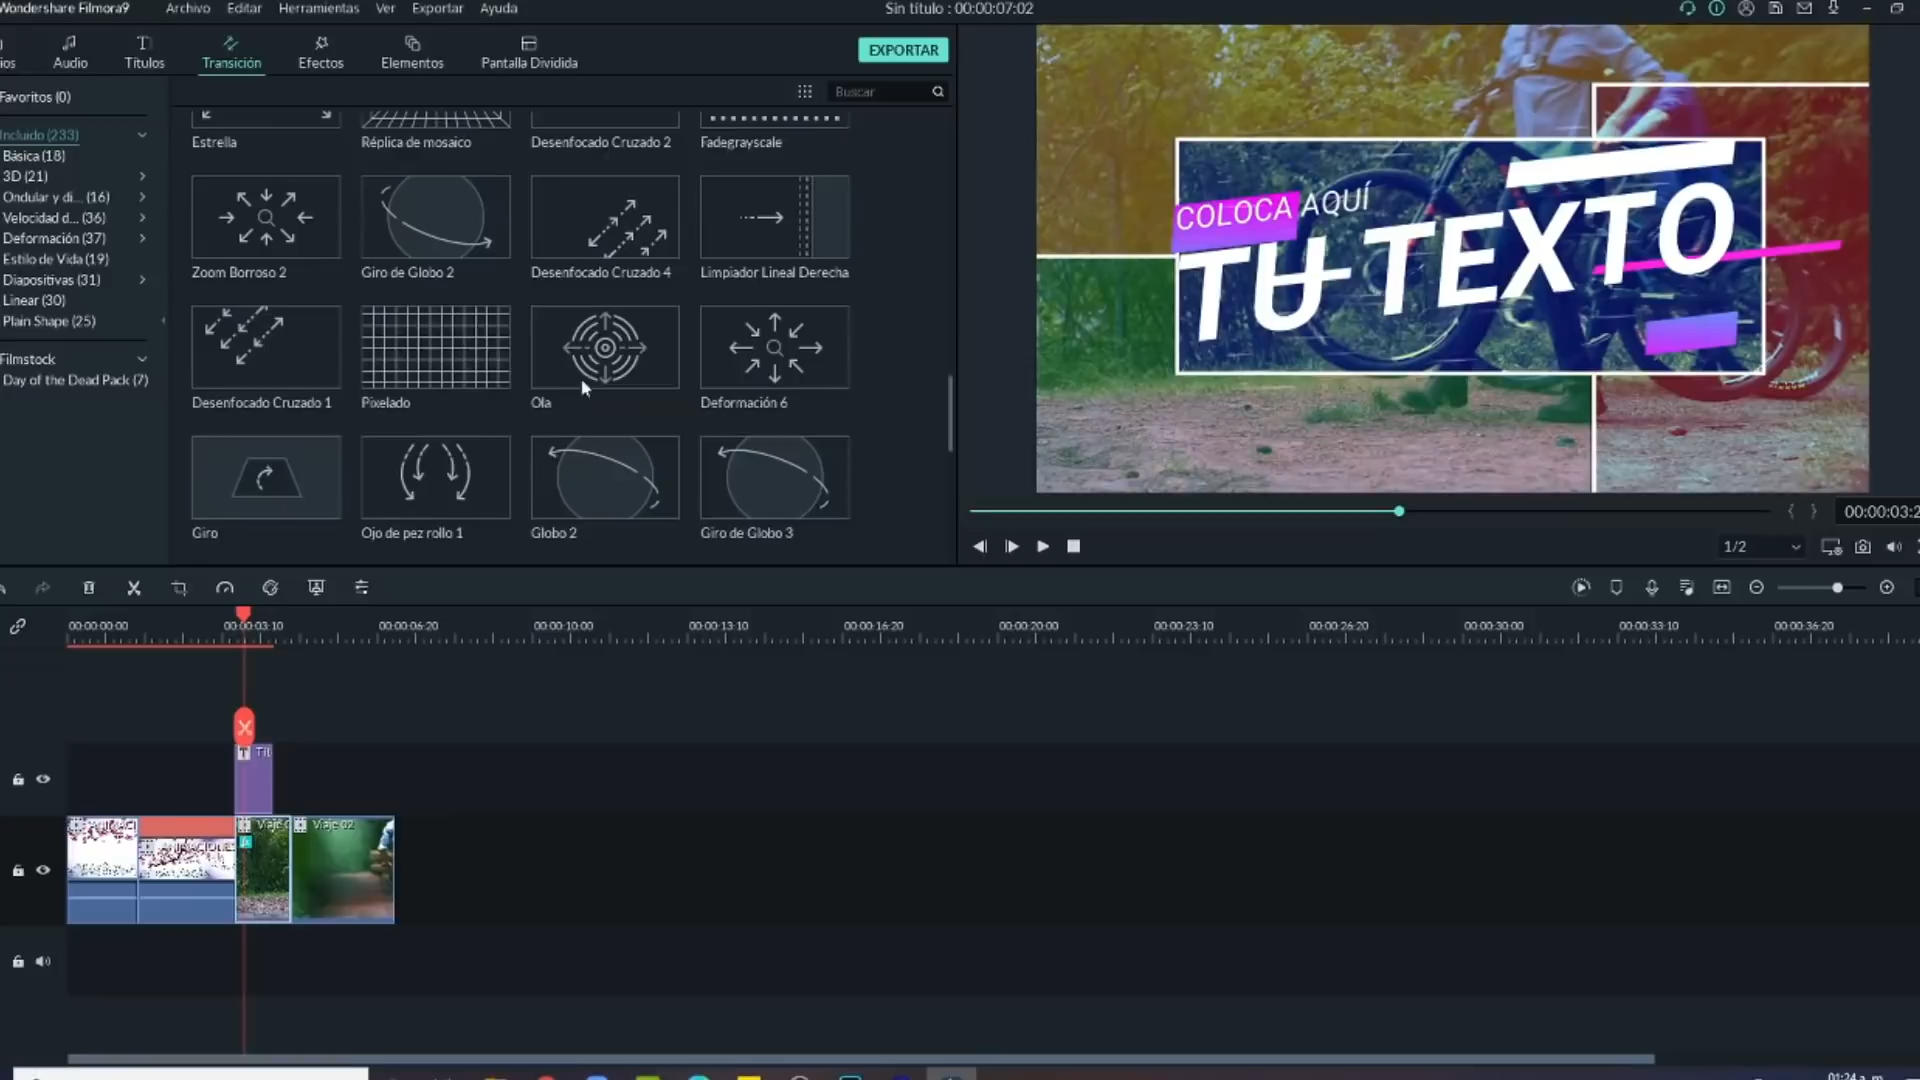 Wondershare Filmora9
Archivo
Editar
Herramientas
Ver
Exportar
Ayuda
Sin título : 00:00:07:02
Audio
Títulos
Transición
Efectos
Elementos
Pantalla Dividida
EXPORTAR
Favoritos (0)
Buscar
Incluido (233)
Básica (18)
3D (21)
Ondular y di... (16)
Velocidad d... (36)
Deformación (37)
Estilo de Vida (19)
Diapositivas (31)
Linear (30)
Plain Shape (25)
Filmstock
Day of the Dead Pack (7)
Estrella
Réplica de mosaico
Desenfocado Cruzado 2
Fadegrayscale
Zoom Borroso 2
Giro de Globo 2
Desenfocado Cruzado 4
Limpiador Lineal Derecha
Desenfocado Cruzado 1
Pixelado
Ola
Deformación 6
Giro
Ojo de pez rollo 1
Globo 2
Giro de Globo 3
COLOCA AQUÍ
TU TEXTO
00:00:03:2
1/2
00:00:00:00
00:00:03:10
00:00:06:20
00:00:10:00
00:00:13:10
00:00:16:20
00:00:20:00
00:00:23:10
00:00:26:20
00:00:30:00
00:00:33:10
00:00:36:20
Tít
Viaje 02
01:24 a. m.